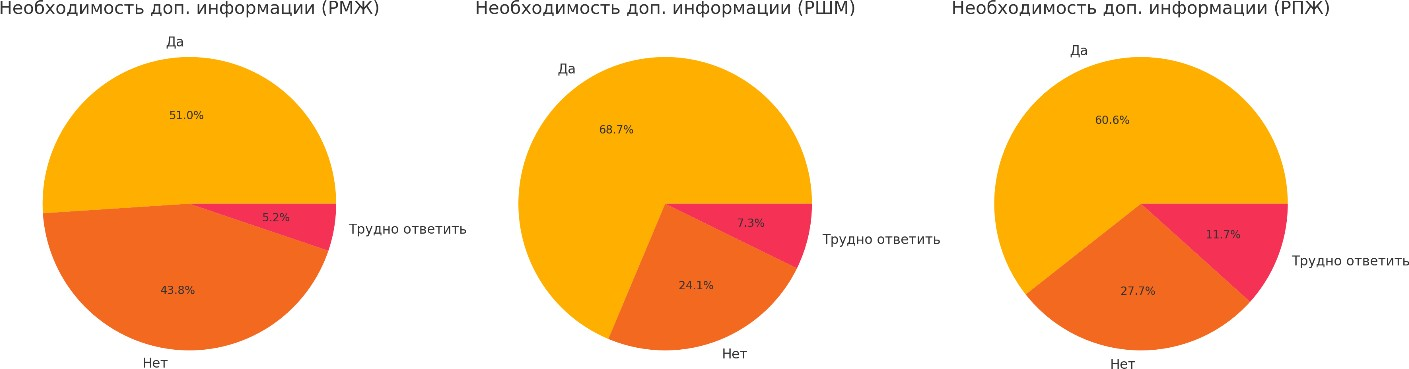 Необходимость доп. информации (РМЖ)
Да
51.0%
5.2%
Трудно ответить
43.8%
Нет
Необходимость доп. информации (РШМ)
Да
68.7%
7.3%
Трудно ответить
24.1%
Нет
Необходимость доп. информации (РПЖ)
Да
60.6%
11.7%
Трудно ответить
27.7%
Нет